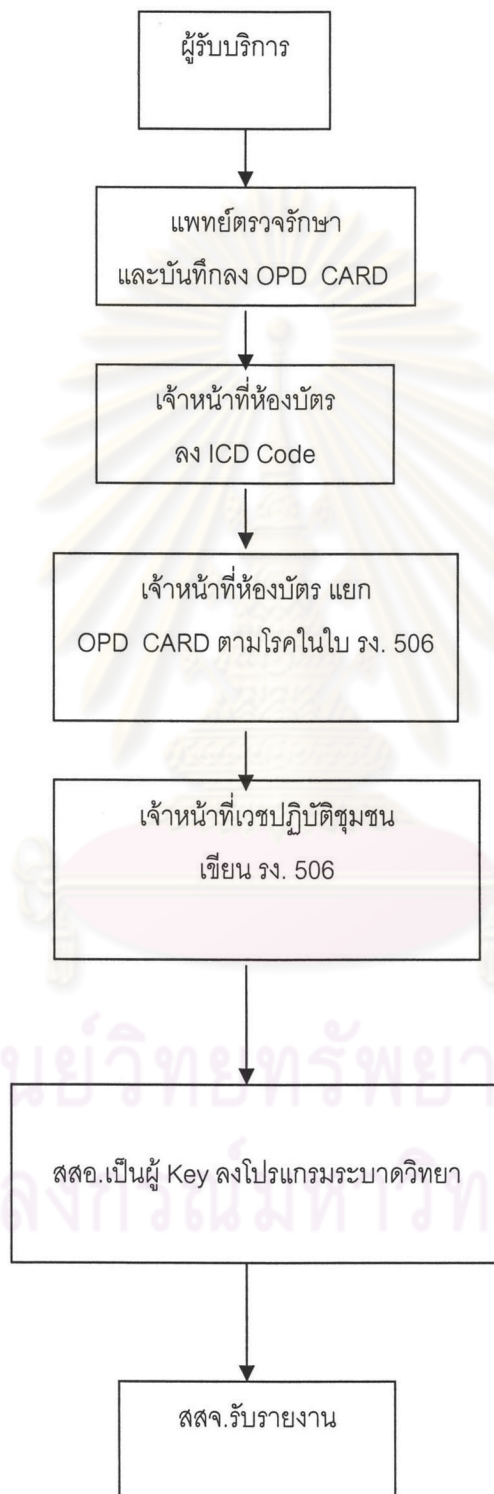 ผู้รับบริการ
แพทย์ตรวจรักษา
และบันทึกลง OPD CARD
เจ้าหน้าที่ห้องบัตร
ลง ICD Code
เจ้าหน้าที่ห้องบัตร แยก
OPD CARD ตามโรคในใบ รง. 506
เจ้าหน้าที่เวชปฏิบัติชุมชน
เขียน รง. 506
สสอ.เป็นผู้ Key ลงโปรแกรมระบาดวิทยา
สสจ.รับรายงาน